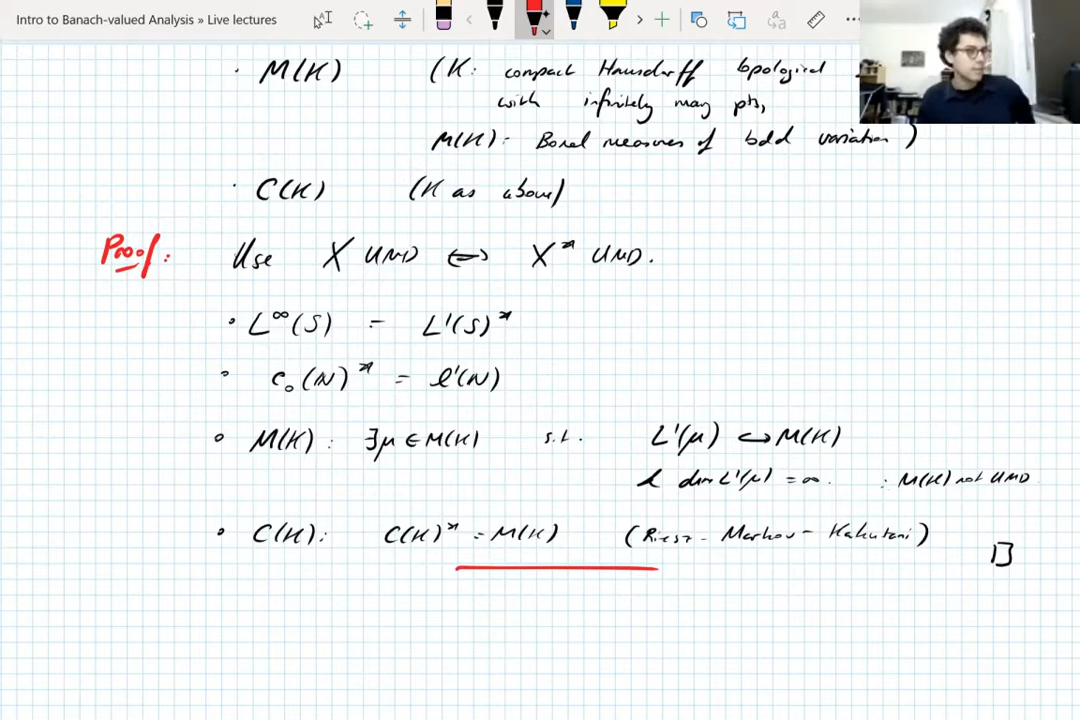 Intro to Banach-valued Analysis » Live lectures
· M(K) (K: compact Hausdorff topological
with infinitely many pts,
M(K): Borel measures of bdd variation)
· C(K) (K as above)
Proof: Use X UMD ⇔ X* UMD.
· L^∞(S) = L¹(S)*
· c₀(N)* = ℓ¹(N)
∘ M(K): ∃μ ∈ M(K) s.t. L¹(μ) ↪ M(K)
& dim L¹(μ) = ∞. ∴ M(K) not UMD
∘ C(K): C(K)* = M(K) (Riesz - Markov - Kakutani) □